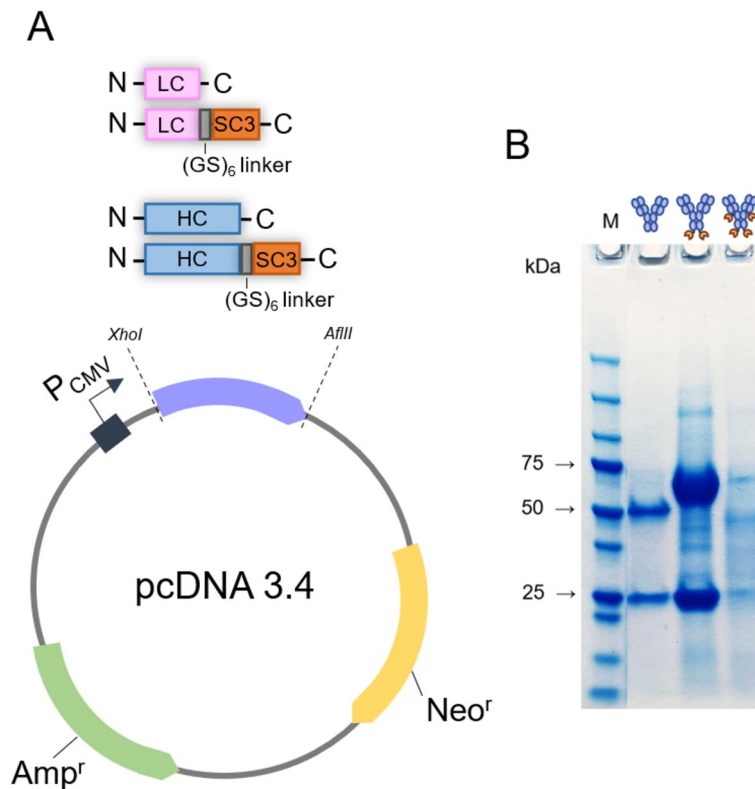 A
N LC C
N LC SC3 C
(GS)₆ linker
N HC C
N HC SC3 C
(GS)₆ linker
XhoI
AflII
P CMV
pcDNA 3.4
Neoʳ
Ampʳ
B
M
kDa
75 →
50 →
25 →